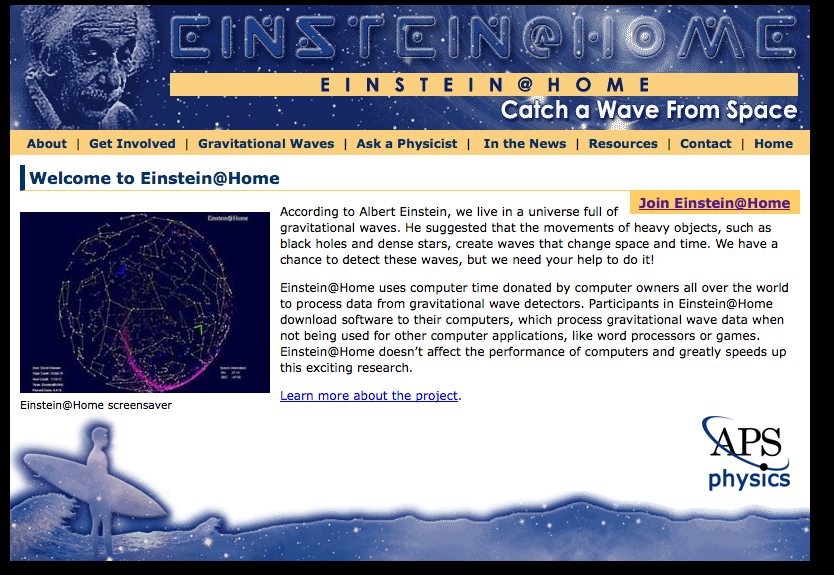 EINSTEIN@HOME
EINSTEIN@HOME
Catch a Wave From Space
About | Get Involved | Gravitational Waves | Ask a Physicist | In the News | Resources | Contact | Home
Welcome to Einstein@Home
Join Einstein@Home
Einstein@Home
According to Albert Einstein, we live in a universe full of
gravitational waves. He suggested that the movements of heavy objects, such as
black holes and dense stars, create waves that change space and time. We have a
chance to detect these waves, but we need your help to do it!
Einstein@Home uses computer time donated by computer owners all over the world
to process data from gravitational wave detectors. Participants in Einstein@Home
download software to their computers, which process gravitational wave data when
not being used for other computer applications, like word processors or games.
Einstein@Home doesn’t affect the performance of computers and greatly speeds up
this exciting research.
Learn more about the project.
Einstein@Home screensaver
APS
physics